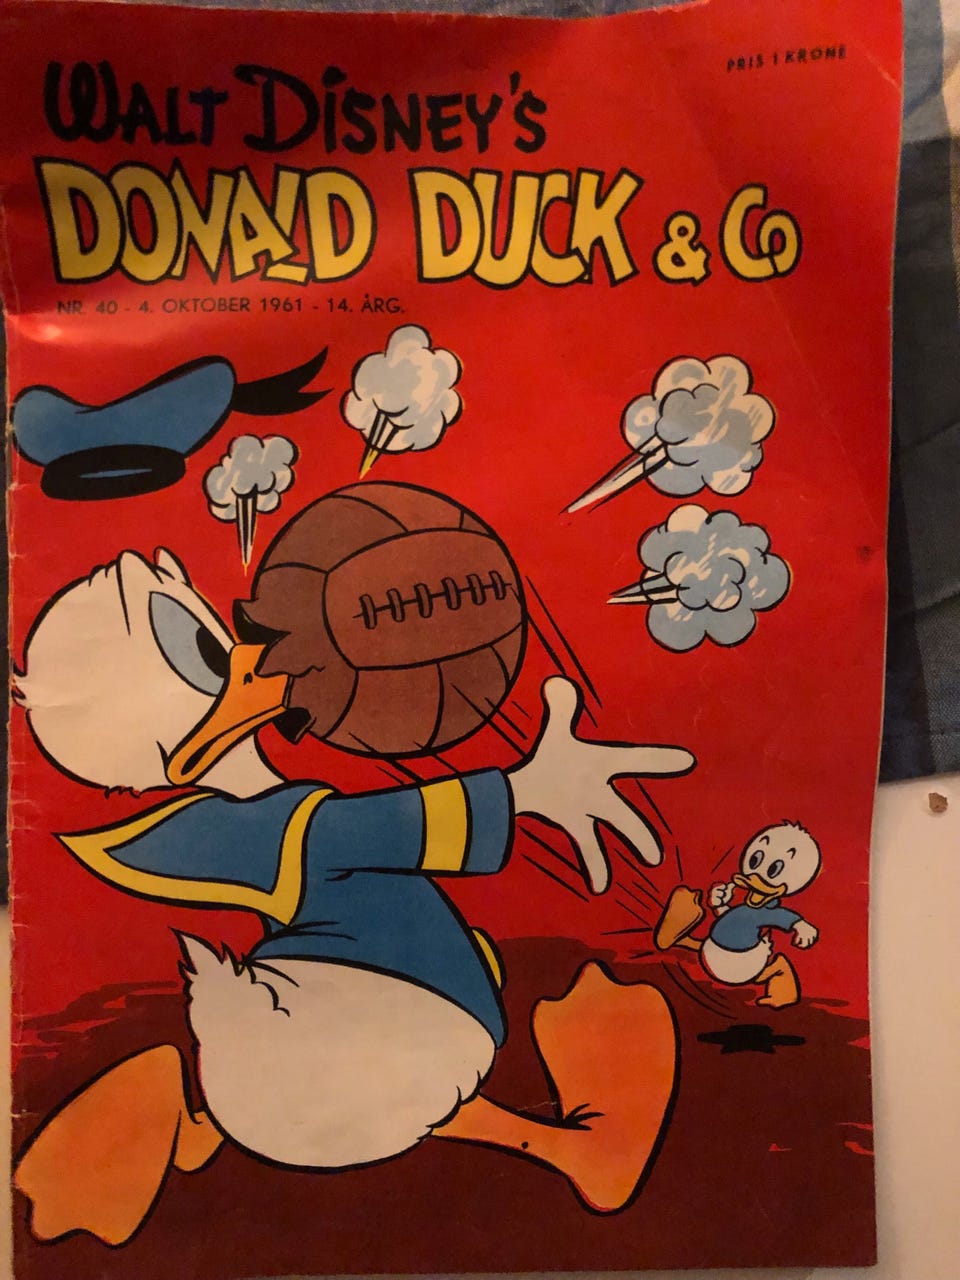 PRIS 1 KRONE
WALT DISNEY'S
DONALD DUCK & CO
NR. 40 - 4. OKTOBER 1961 - 14. ÅRG.